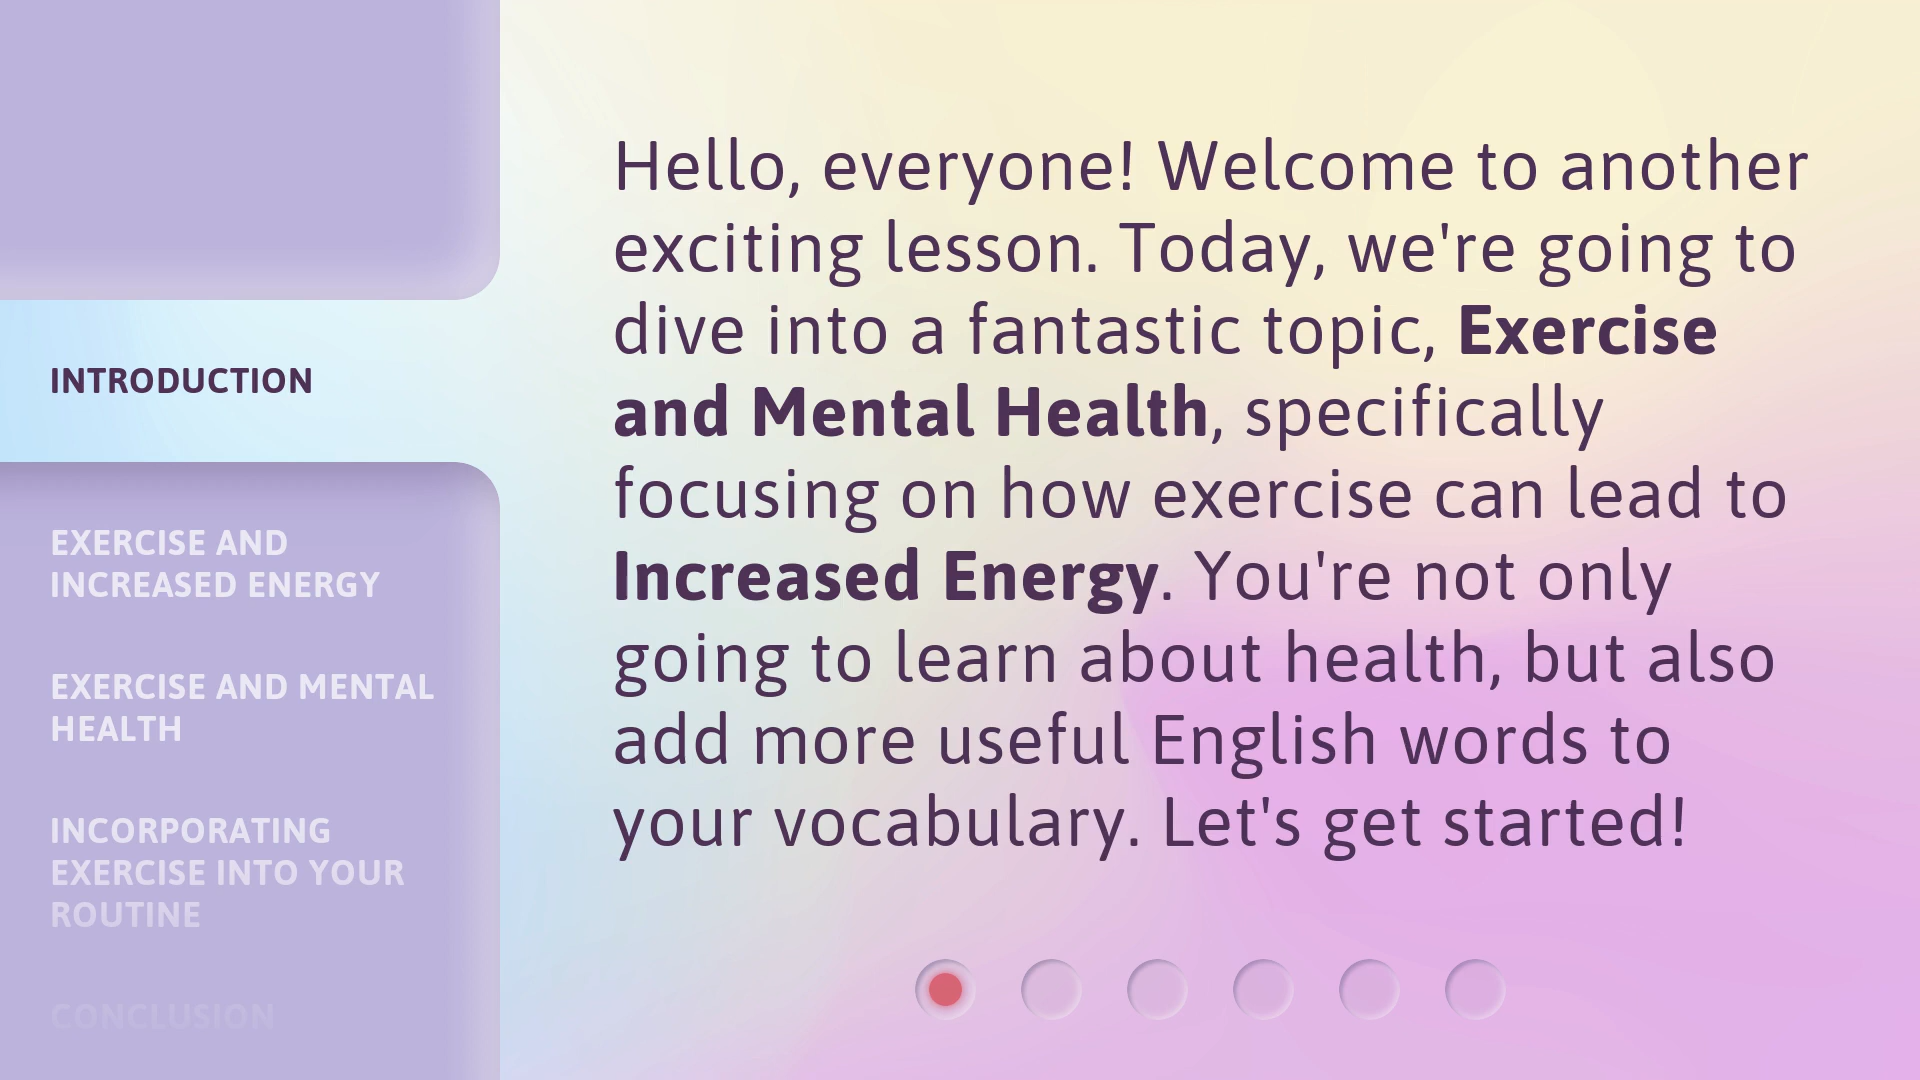 INTRODUCTION
EXERCISE AND
INCREASED ENERGY
EXERCISE AND MENTAL
HEALTH
INCORPORATING
EXERCISE INTO YOUR
ROUTINE
CONCLUSION
Hello, everyone! Welcome to another
exciting lesson. Today, we're going to
dive into a fantastic topic, Exercise
and Mental Health, specifically
focusing on how exercise can lead to
Increased Energy. You're not only
going to learn about health, but also
add more useful English words to
your vocabulary. Let's get started!